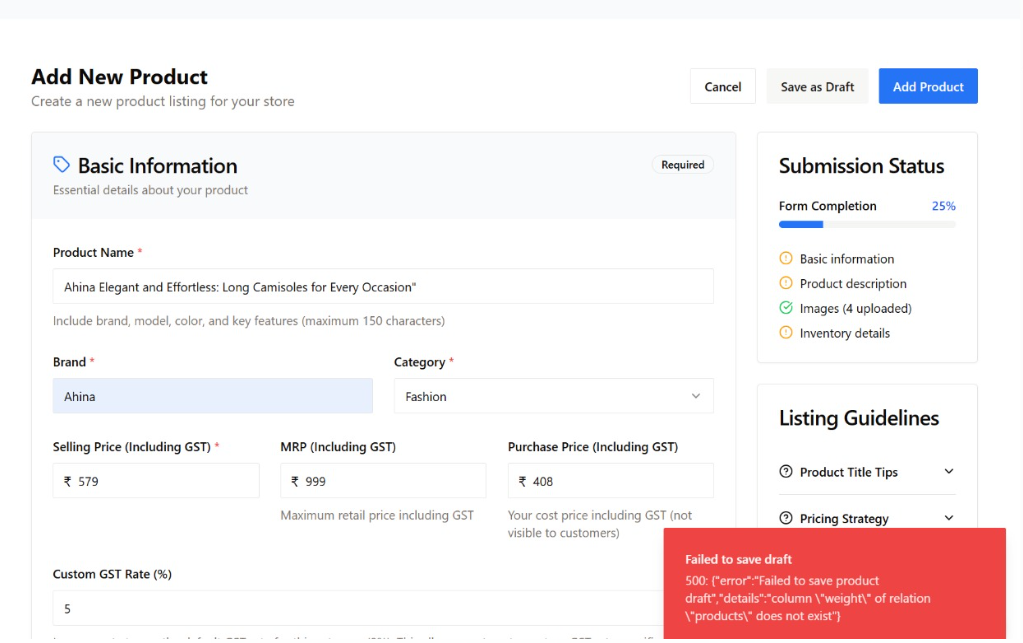 Add New Product
Create a new product listing for your store
Cancel
Save as Draft
Add Product
Basic Information
Required
Essential details about your product
Product Name *
Ahina Elegant and Effortless: Long Camisoles for Every Occasion"
Include brand, model, color, and key features (maximum 150 characters)
Brand *
Category *
Ahina
Fashion
Selling Price (Including GST) *
MRP (Including GST)
Purchase Price (Including GST)
₹ 579
₹ 999
₹ 408
Maximum retail price including GST
Your cost price including GST (not
visible to customers)
Custom GST Rate (%)
5
Submission Status
Form Completion 25%
Basic information
Product description
Images (4 uploaded)
Inventory details
Listing Guidelines
Product Title Tips
Pricing Strategy
Failed to save draft
500: {"error":"Failed to save product
draft","details":"column \"weight\" of relation
\"products\" does not exist"}